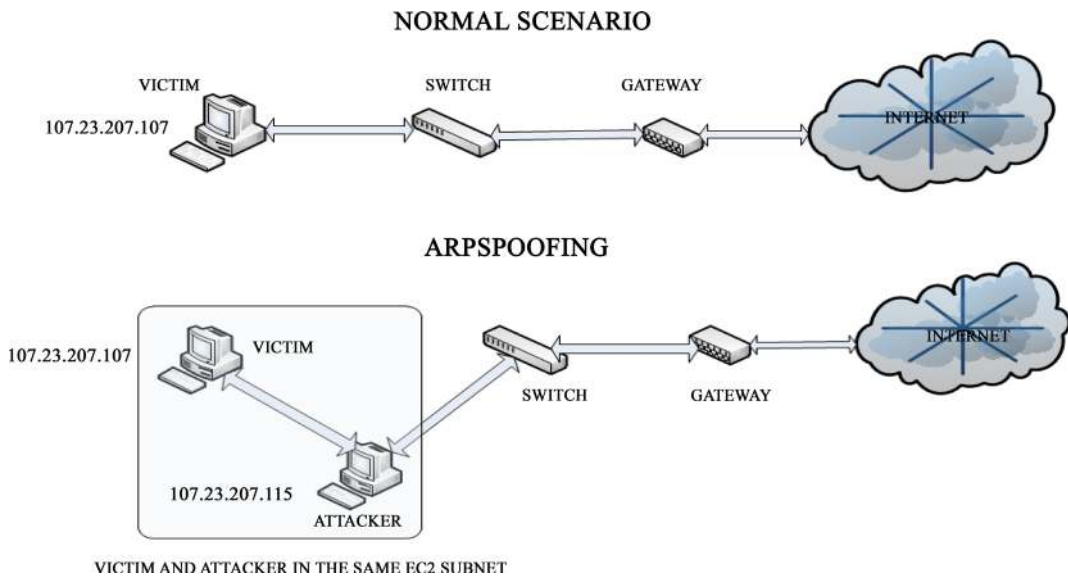 NORMAL SCENARIO
VICTIM
SWITCH
GATEWAY
107.23.207.107
INTERNET
ARPSPOOFING
107.23.207.107
VICTIM
INTERNET
SWITCH
GATEWAY
107.23.207.115
ATTACKER
VICTIM AND ATTACKER IN THE SAME EC2 SUBNET